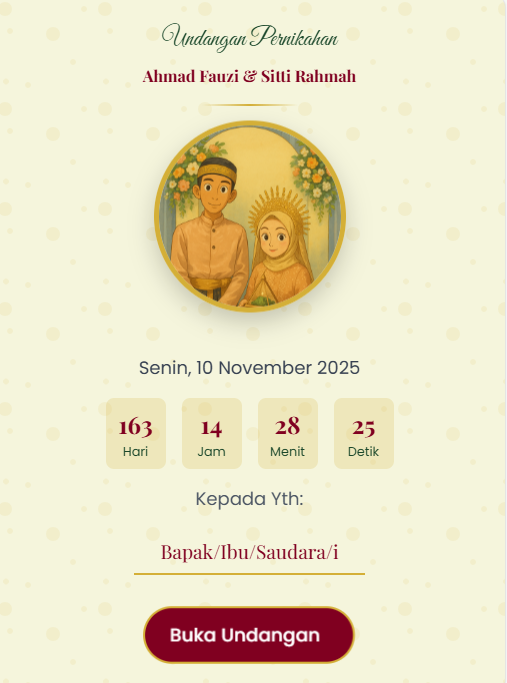 Undangan Pernikahan
Ahmad Fauzi & Sitti Rahmah
Senin, 10 November 2025
163 14 28 25
Hari Jam Menit Detik
Kepada Yth:
Bapak/Ibu/Saudara/i
Buka Undangan